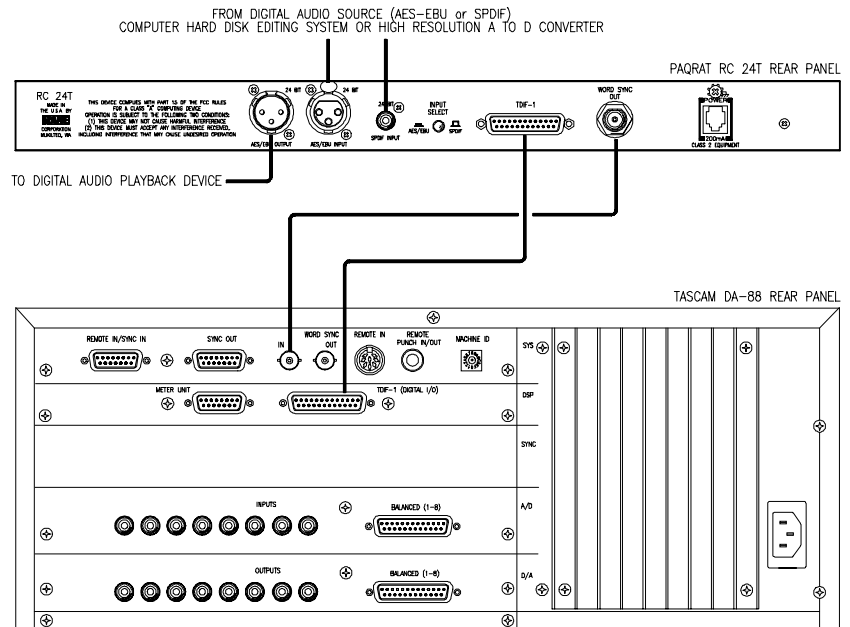 FROM DIGITAL AUDIO SOURCE (AES-EBU or SPDIF)
COMPUTER HARD DISK EDITING SYSTEM OR HIGH RESOLUTION A TO D CONVERTER
PAQRAT RC 24T REAR PANEL
RC 24T
MADE IN
THE U S A BY
CORPORATION
MUKILTEO, WA
THIS DEVICE COMPLIES WITH PART 15 OF THE FCC RULES
FOR A CLASS "A" COMPUTING DEVICE
OPERATION IS SUBJECT TO THE FOLLOWING TWO CONDITIONS:
(1) THIS DEVICE MAY NOT CAUSE HARMFUL INTERFERENCE
(2) THIS DEVICE MUST ACCEPT ANY INTERFERENCE RECEIVED,
INCLUDING INTERFERENCE THAT MAY CAUSE UNDESIRED OPERATION
24 BIT
AES/EBU OUTPUT
24 BIT
AES/EBU INPUT
24 BIT
SPDIF INPUT
INPUT
SELECT
AES/EBU
SPDIF
TDIF-1
WORD SYNC
OUT
POWER
200mA
CLASS 2 EQUIPMENT
TO DIGITAL AUDIO PLAYBACK DEVICE
TASCAM DA-88 REAR PANEL
REMOTE IN/SYNC IN
SYNC OUT
WORD SYNC
IN
OUT
REMOTE IN
REMOTE
PUNCH IN/OUT
MACHINE ID
SYS
METER UNIT
TDIF-1 (DIGITAL I/O)
DSP
SYNC
INPUTS
BALANCED (1-8)
A/D
OUTPUTS
BALANCED (1-8)
D/A